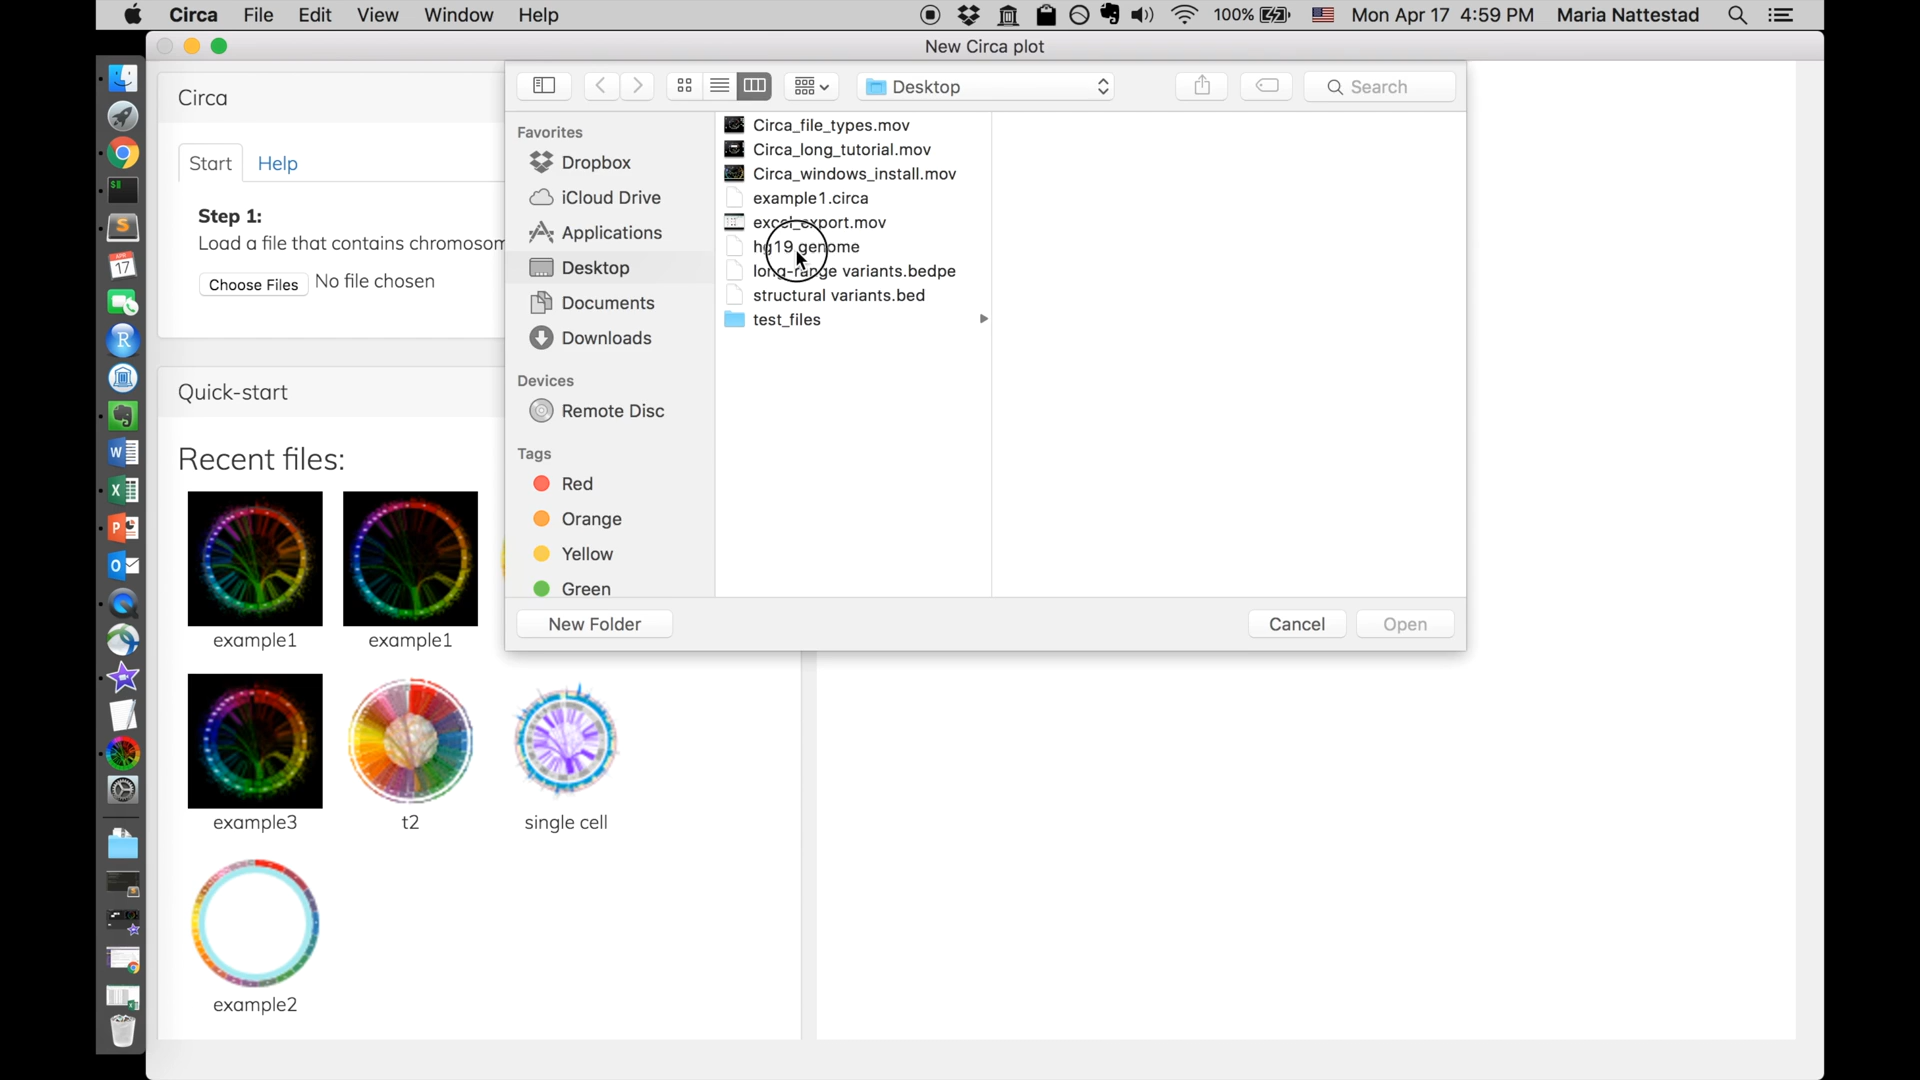 Circa File Edit View Window Help 100% Mon Apr 17 4:59 PM Maria Nattestad
New Circa plot
Circa
Start Help
Step 1:
Load a file that contains chromosom
Choose Files No file chosen
Quick-start
Recent files:
example1 example1
example3 t2 single cell
example2
Desktop
Search
Favorites
Dropbox
iCloud Drive
Applications
Desktop
Documents
Downloads
Devices
Remote Disc
Tags
Red
Orange
Yellow
Green
Circa_file_types.mov
Circa_long_tutorial.mov
Circa_windows_install.mov
example1.circa
excel_export.mov
hg19 genome
long-range variants.bedpe
structural variants.bed
test_files
New Folder Cancel Open